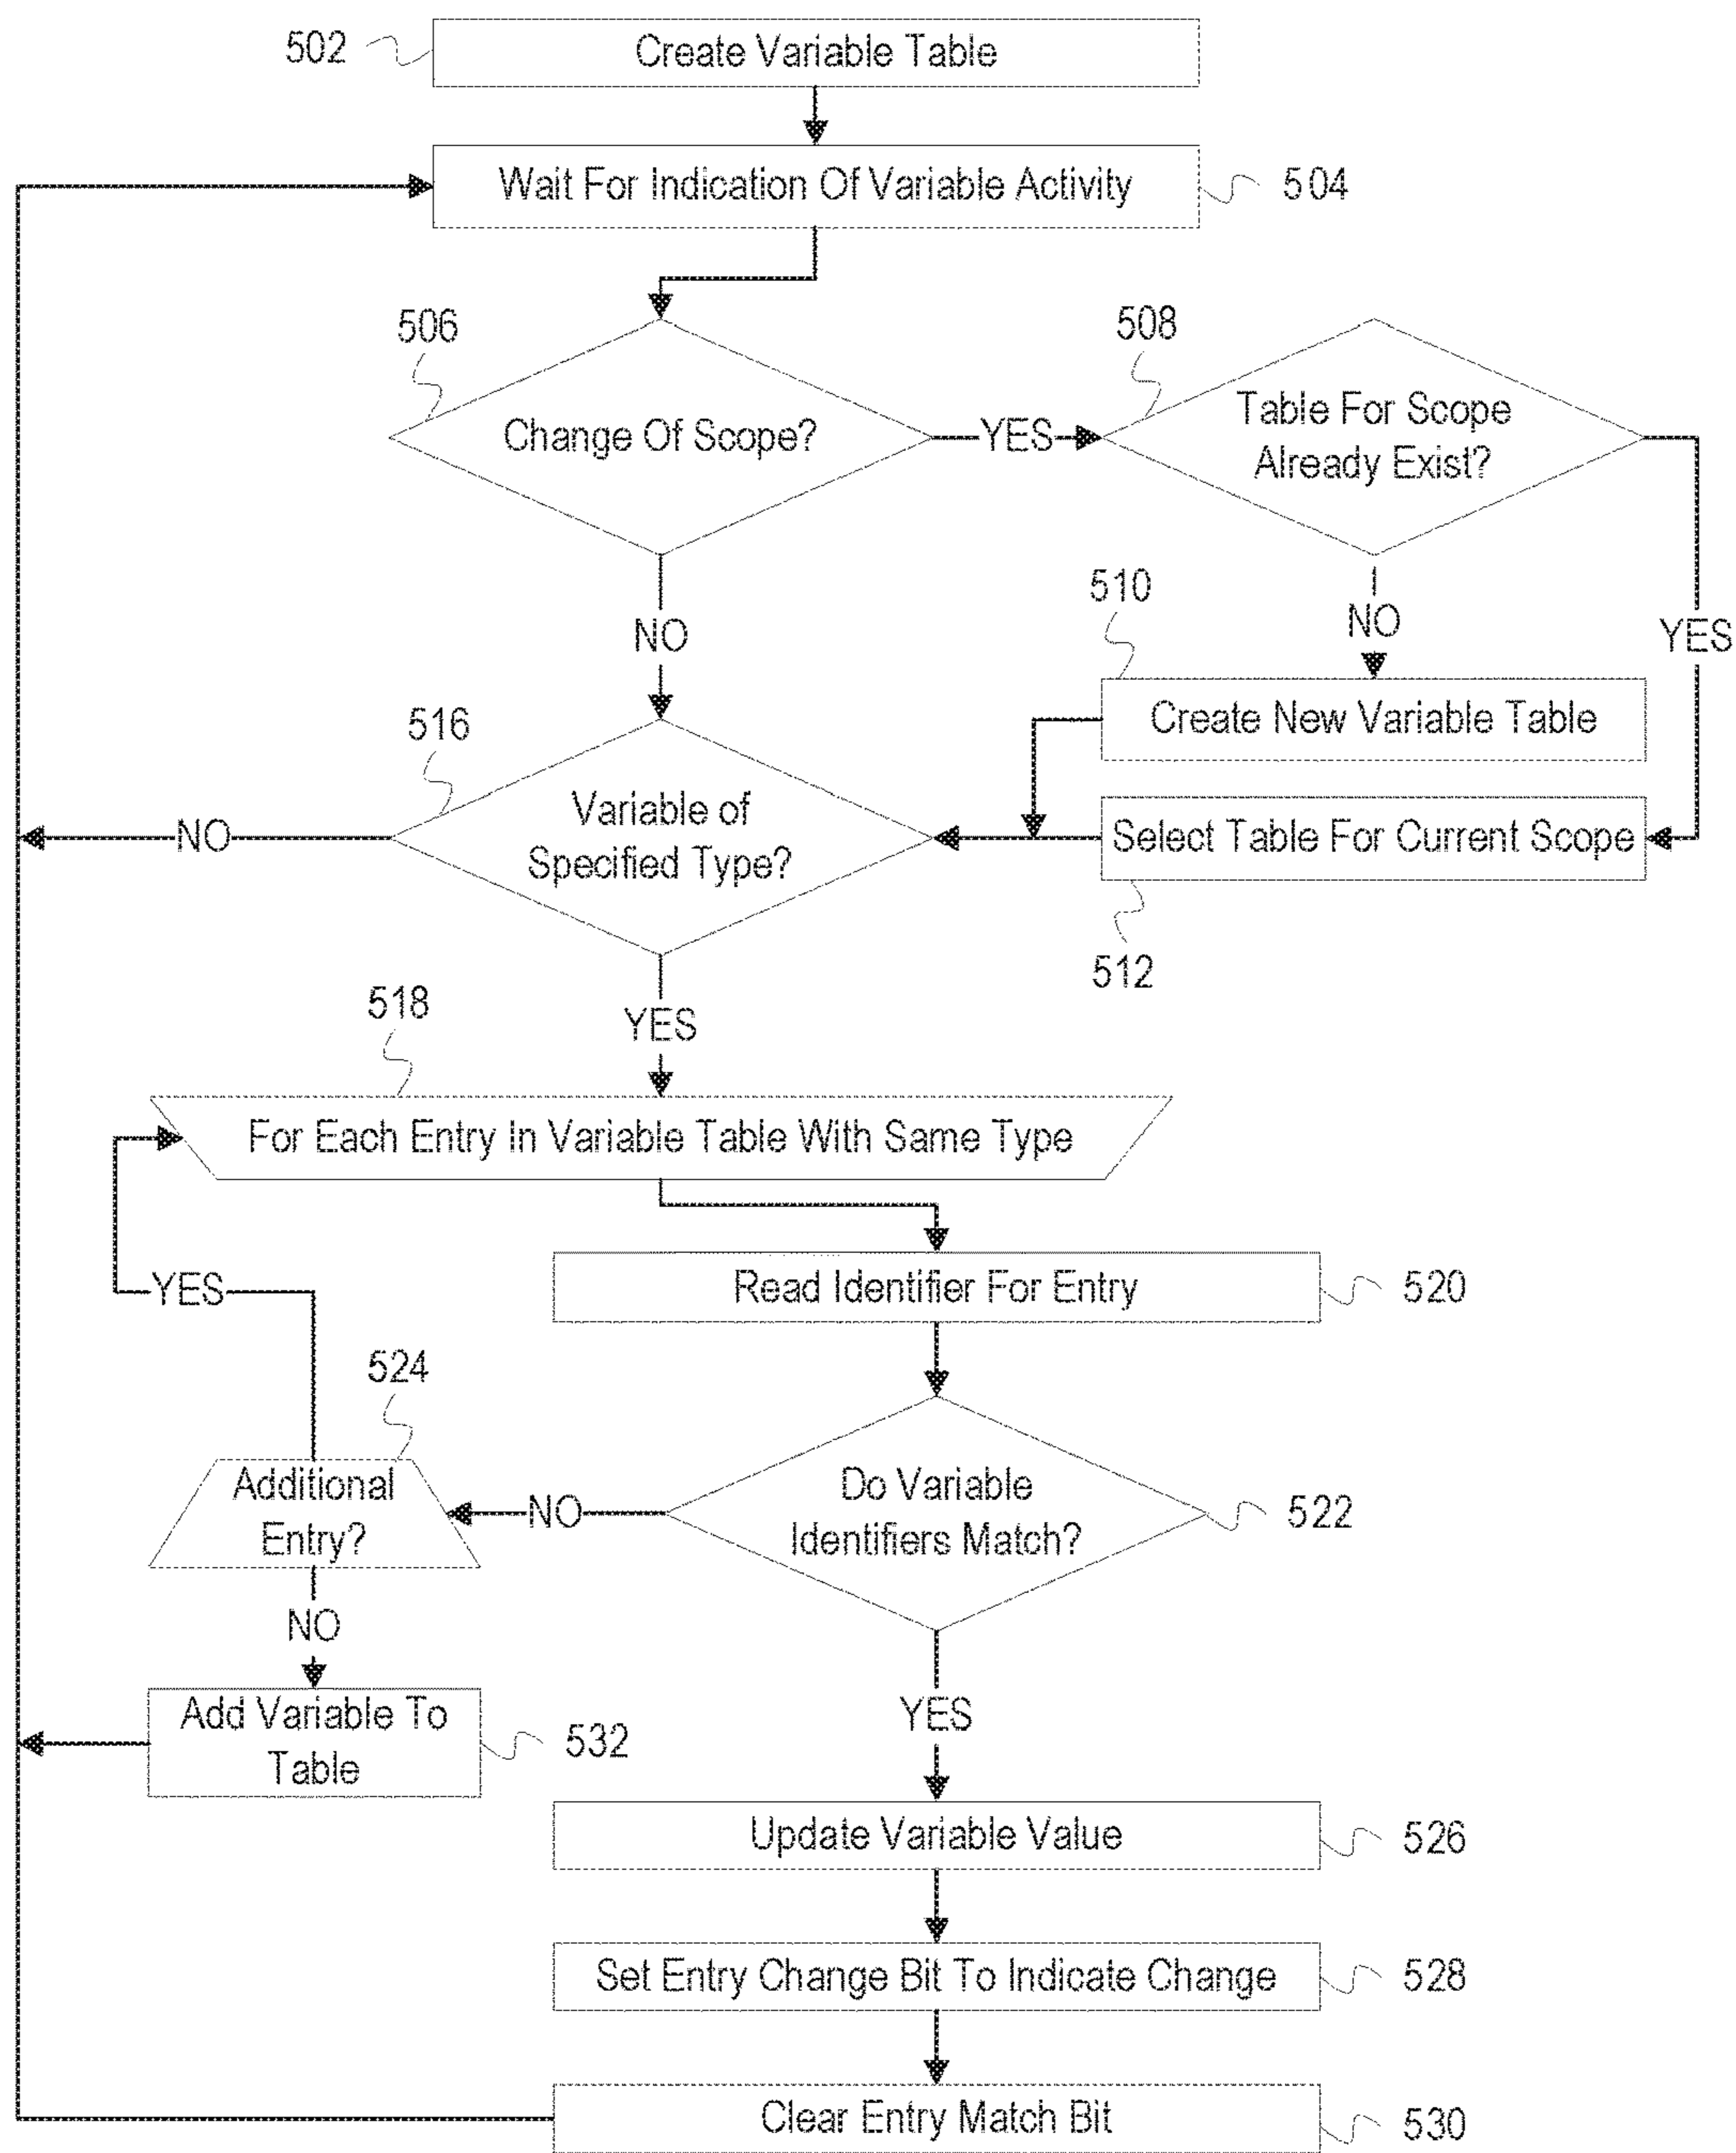 502
Create Variable Table
Wait For Indication Of Variable Activity
504
506
508
Change Of Scope?
YES
Table For Scope
Already Exist?
NO
510
NO
YES
Create New Variable Table
516
Variable of
Specified Type?
NO
Select Table For Current Scope
512
YES
518
For Each Entry In Variable Table With Same Type
Read Identifier For Entry
520
YES
524
Additional
Entry?
NO
Do Variable
Identifiers Match?
522
NO
YES
Add Variable To
Table
532
Update Variable Value
526
Set Entry Change Bit To Indicate Change
528
Clear Entry Match Bit
530